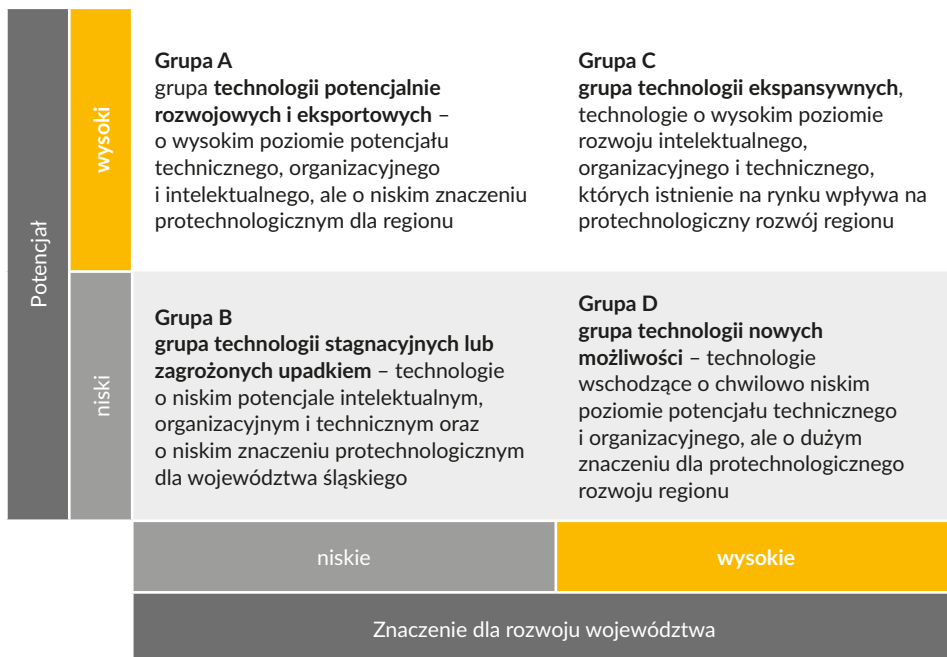 Potencjał
wysoki
Grupa A
grupa technologii potencjalnie
rozwojowych i eksportowych –
o wysokim poziomie potencjału
technicznego, organizacyjnego
i intelektualnego, ale o niskim znaczeniu
protechnologicznym dla regionu
Grupa C
grupa technologii ekspansywnych,
technologie o wysokim poziomie
rozwoju intelektualnego,
organizacyjnego i technicznego,
których istnienie na rynku wpływa na
protechnologiczny rozwój regionu
niski
Grupa B
grupa technologii stagnacyjnych lub
zagrożonych upadkiem – technologie
o niskim potencjale intelektualnym,
organizacyjnym i technicznym oraz
o niskim znaczeniu protechnologicznym
dla województwa śląskiego
Grupa D
grupa technologii nowych
możliwości – technologie
wschodzące o chwilowo niskim
poziomie potencjału technicznego
i organizacyjnego, ale o dużym
znaczeniu dla protechnologicznego
rozwoju regionu
niskie
wysokie
Znaczenie dla rozwoju województwa